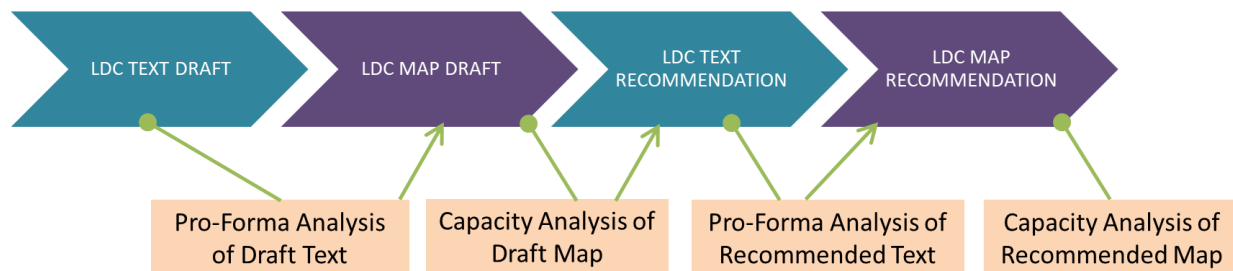 LDC TEXT DRAFT
LDC MAP DRAFT
LDC TEXT
RECOMMENDATION
LDC MAP
RECOMMENDATION
Pro-Forma Analysis
of Draft Text
Capacity Analysis of
Draft Map
Pro-Forma Analysis of
Recommended Text
Capacity Analysis of
Recommended Map